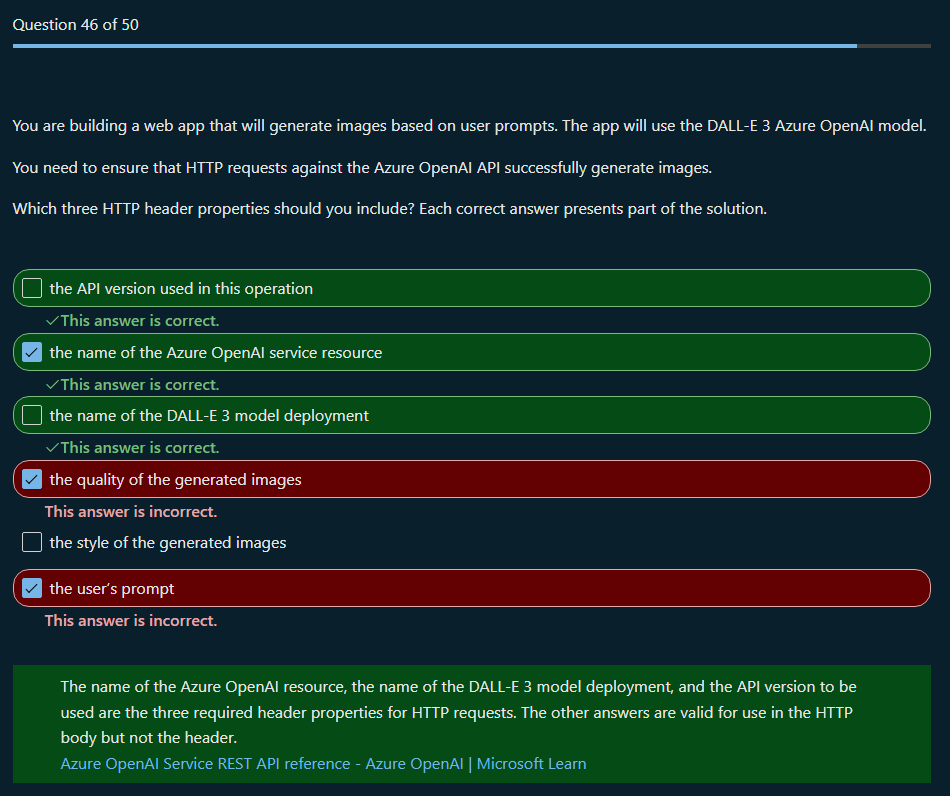 Question 46 of 50
You are building a web app that will generate images based on user prompts. The app will use the DALL-E 3 Azure OpenAI model.
You need to ensure that HTTP requests against the Azure OpenAI API successfully generate images.
Which three HTTP header properties should you include? Each correct answer presents part of the solution.
the API version used in this operation
✓This answer is correct.
the name of the Azure OpenAI service resource
✓This answer is correct.
the name of the DALL-E 3 model deployment
✓This answer is correct.
the quality of the generated images
This answer is incorrect.
the style of the generated images
the user’s prompt
This answer is incorrect.
The name of the Azure OpenAI resource, the name of the DALL-E 3 model deployment, and the API version to be
used are the three required header properties for HTTP requests. The other answers are valid for use in the HTTP
body but not the header.
Azure OpenAI Service REST API reference - Azure OpenAI | Microsoft Learn